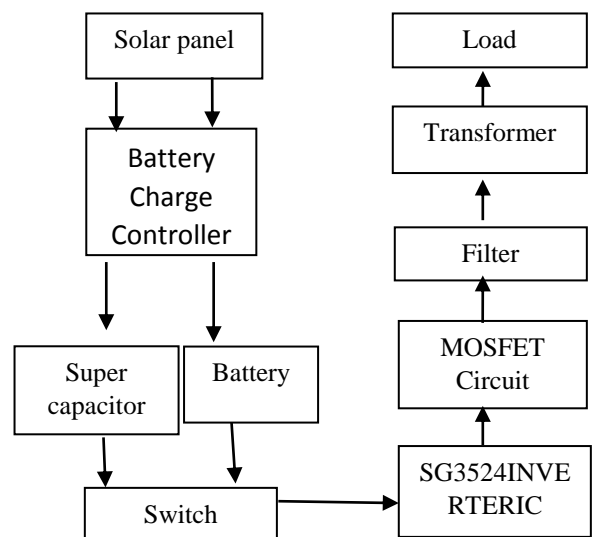 Solar panel
Battery
Charge
Controller
Super
capacitor
Battery
Switch
SG3524INVE
RTERIC
MOSFET
Circuit
Filter
Transformer
Load